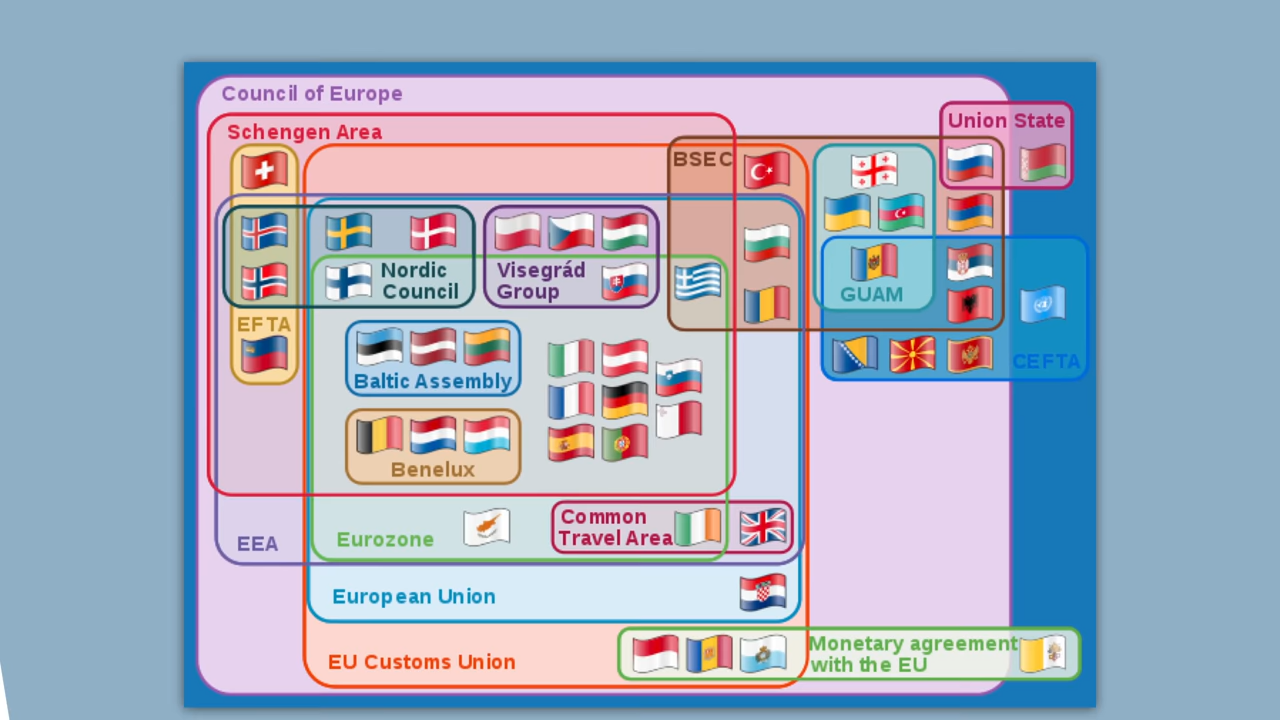 Council of Europe
Schengen Area
Union State
BSEC
Nordic
Council
Visegrád
Group
GUAM
EFTA
CEFTA
Baltic Assembly
Benelux
Common
Travel Area
Eurozone
EEA
European Union
EU Customs Union
Monetary agreement
with the EU